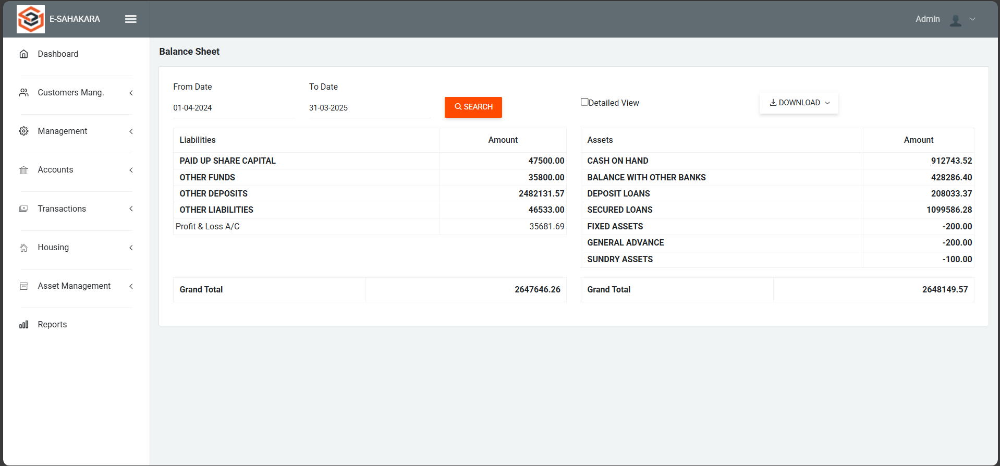 E-SAHAKARA
Admin
Dashboard
Customers Mang.
Management
Accounts
Transactions
Housing
Asset Management
Reports
Balance Sheet
From Date
To Date
01-04-2024
31-03-2025
SEARCH
Detailed View
DOWNLOAD
Liabilities Amount
PAID UP SHARE CAPITAL 47500.00
OTHER FUNDS 35800.00
OTHER DEPOSITS 2482131.57
OTHER LIABILITIES 46533.00
Profit & Loss A/C 35681.69
Grand Total 2647646.26
Assets Amount
CASH ON HAND 912743.52
BALANCE WITH OTHER BANKS 428286.40
DEPOSIT LOANS 208033.37
SECURED LOANS 1099586.28
FIXED ASSETS -200.00
GENERAL ADVANCE -200.00
SUNDRY ASSETS -100.00
Grand Total 2648149.57